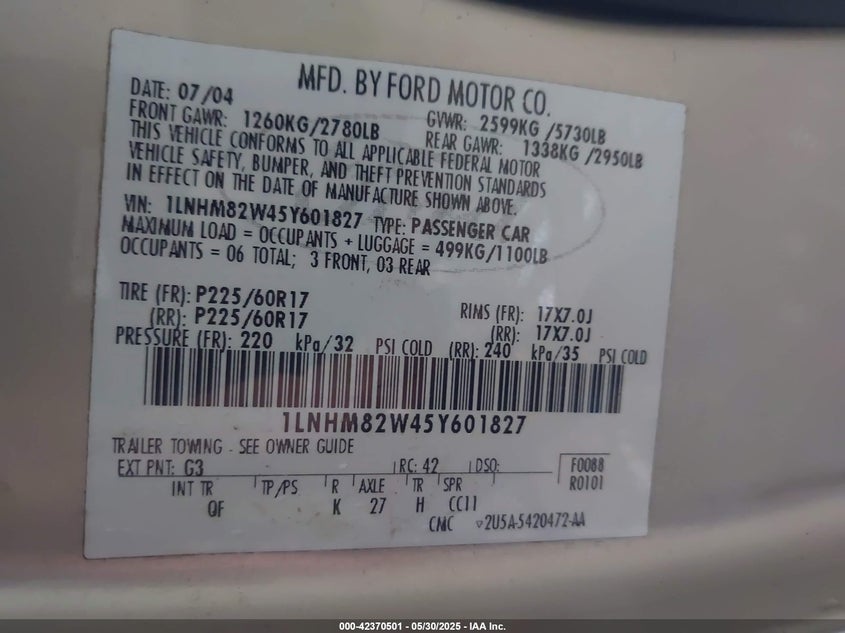 MFD. BY FORD MOTOR CO.
DATE: 07/04 GVWR: 2599KG /5730LB
FRONT GAWR: 1260KG/2780LB REAR GAWR: 1338KG /2950LB
THIS VEHICLE CONFORMS TO ALL APPLICABLE FEDERAL MOTOR
VEHICLE SAFETY, BUMPER, AND THEFT PREVENTION STANDARDS
IN EFFECT ON THE DATE OF MANUFACTURE SHOWN ABOVE.
VIN: 1LNHM82W45Y601827 TYPE: PASSENGER CAR
MAXIMUM LOAD = OCCUPANTS + LUGGAGE = 499KG/1100LB
OCCUPANTS = 06 TOTAL; 3 FRONT, 03 REAR
TIRE (FR): P225/60R17 RIMS (FR): 17X7.0J
(RR): P225/60R17 (RR): 17X7.0J
PRESSURE (FR): 220 kPa/32 PSI COLD (RR): 240 kPa/35 PSI COLD
1LNHM82W45Y601827
TRAILER TOWING - SEE OWNER GUIDE
EXT PNT: G3 RC: 42 DSO: F0088
R0101
INT TR TP/PS R AXLE TR SPR
QF K 27 H CC11
CMC 2U5A-5420472-AA
000-42370501 - 05/30/2025 - IAA Inc.